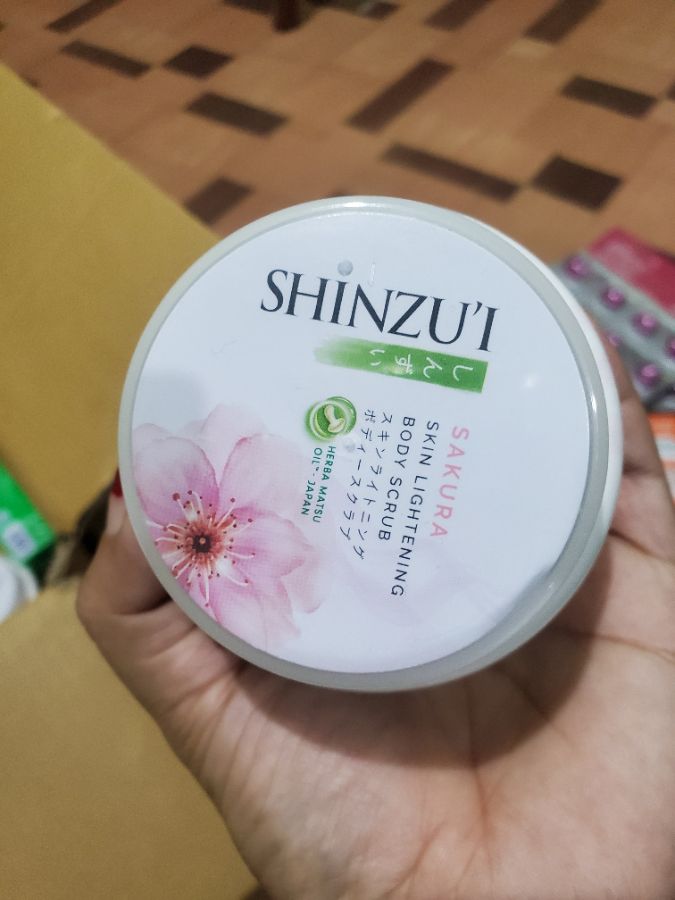 SHINZU'I
しんずい
SAKURA
SKIN LIGHTENING
BODY SCRUB
スキンライトニング
ボディースクラブ
HERBA MATSU
OIL™ - JAPAN